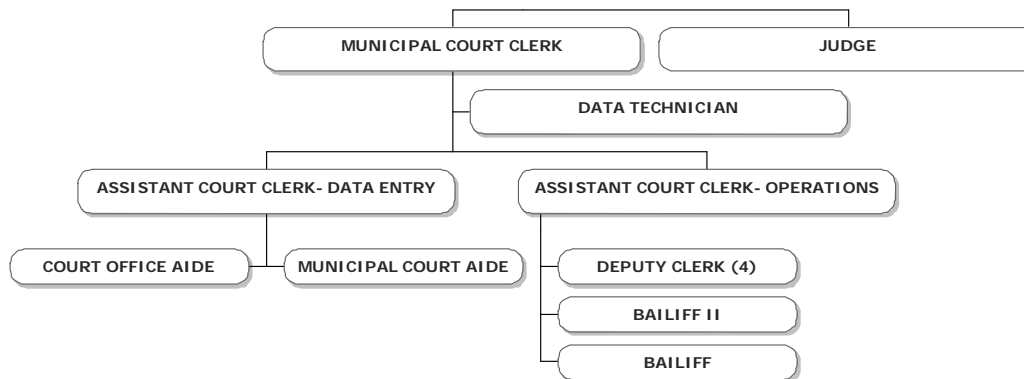 MUNICIPAL COURT CLERK
JUDGE
DATA TECHNICIAN
ASSISTANT COURT CLERK- DATA ENTRY
ASSISTANT COURT CLERK- OPERATIONS
COURT OFFICE AIDE
MUNICIPAL COURT AIDE
DEPUTY CLERK (4)
BAILIFF II
BAILIFF